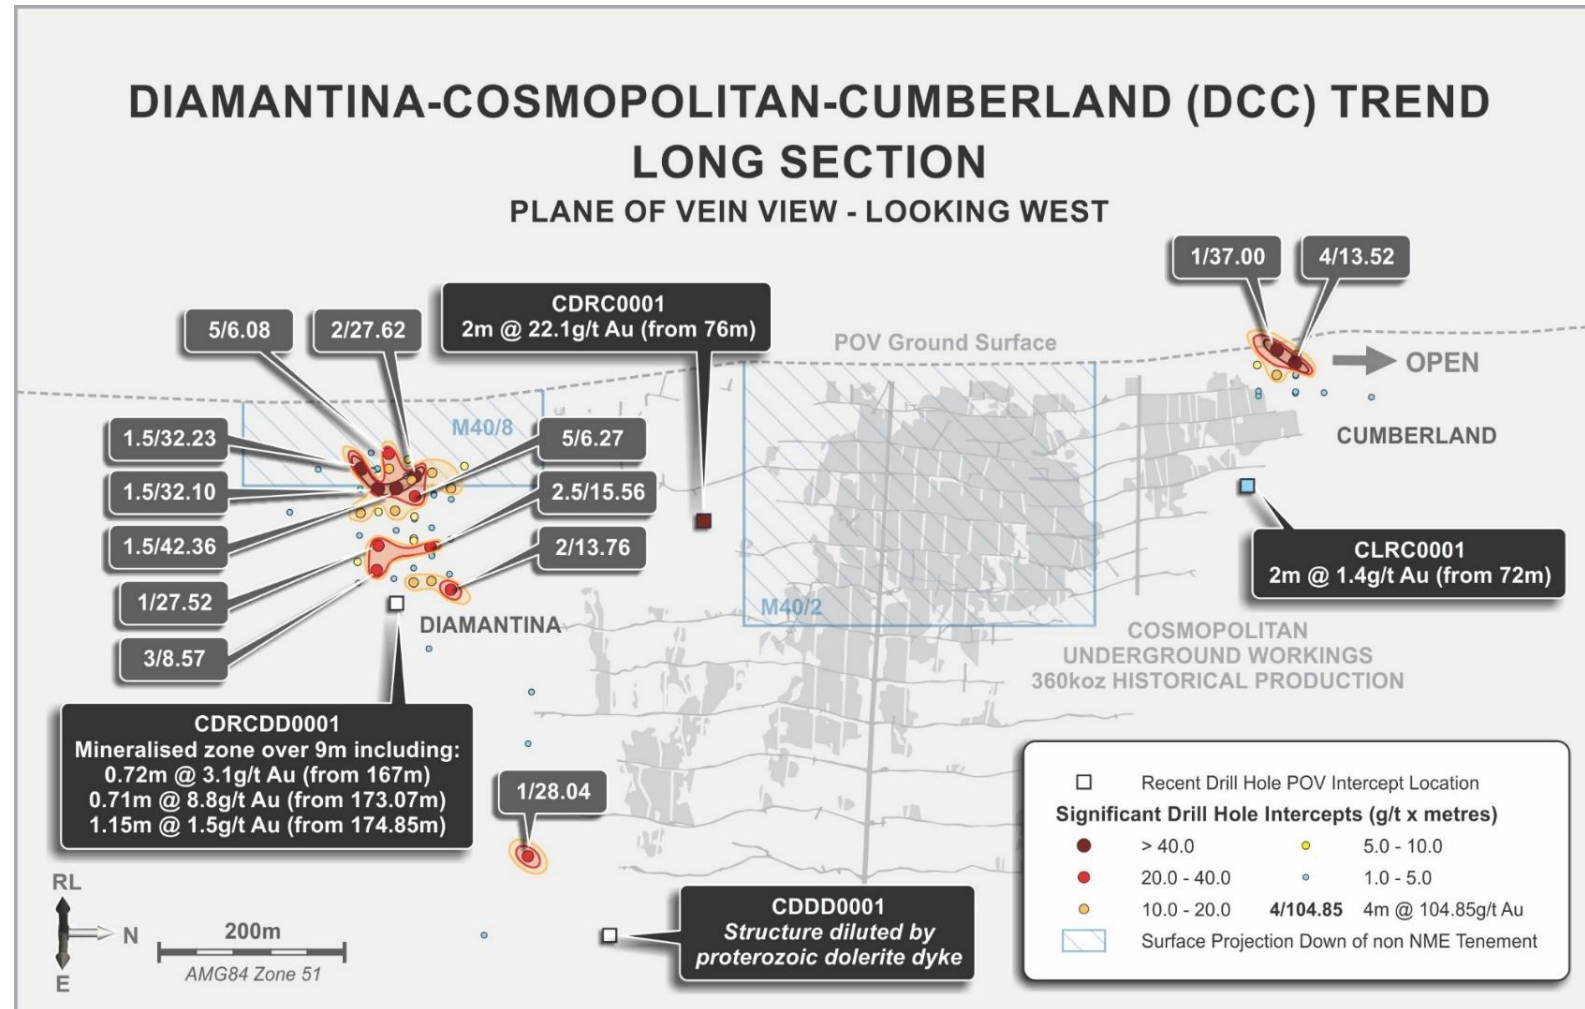 DIAMANTINA-COSMOPOLITAN-CUMBERLAND (DCC) TREND
LONG SECTION
PLANE OF VEIN VIEW - LOOKING WEST
1/37.00
4/13.52
CDRC0001
2m @ 22.1g/t Au (from 76m)
5/6.08
2/27.62
POV Ground Surface
OPEN
M40/8
1.5/32.23
5/6.27
CUMBERLAND
1.5/32.10
2.5/15.56
1.5/42.36
2/13.76
CLRC0001
2m @ 1.4g/t Au (from 72m)
1/27.52
M40/2
DIAMANTINA
3/8.57
COSMOPOLITAN
UNDERGROUND WORKINGS
360koz HISTORICAL PRODUCTION
CDRCDD0001
Mineralised zone over 9m including:
0.72m @ 3.1g/t Au (from 167m)
0.71m @ 8.8g/t Au (from 173.07m)
1.15m @ 1.5g/t Au (from 174.85m)
1/28.04
CDDD0001
Structure diluted by
proterozoic dolerite dyke
RL
N
E
200m
AMG84 Zone 51
Recent Drill Hole POV Intercept Location
Significant Drill Hole Intercepts (g/t x metres)
> 40.0
5.0 - 10.0
20.0 - 40.0
1.0 - 5.0
10.0 - 20.0
4/104.85 4m @ 104.85g/t Au
Surface Projection Down of non NME Tenement